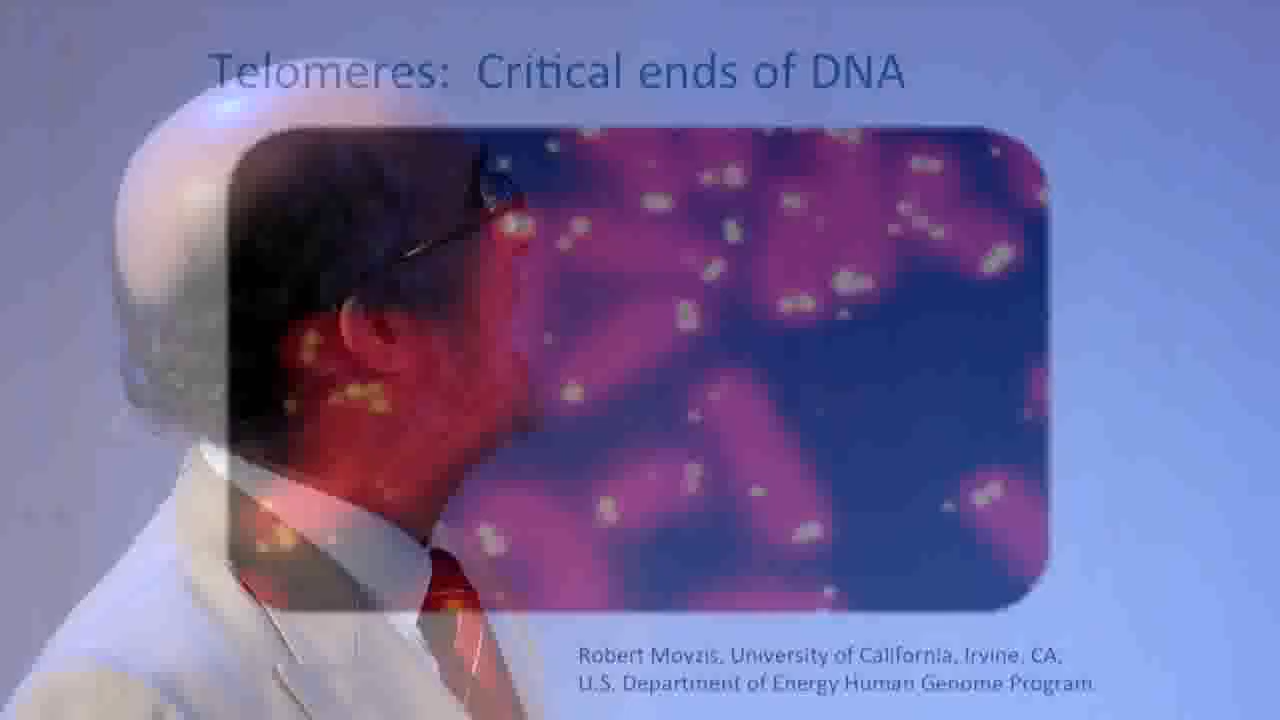 Telomeres: Critical ends of DNA
Robert Moyzis, University of California, Irvine, CA,
U.S. Department of Energy Human Genome Program